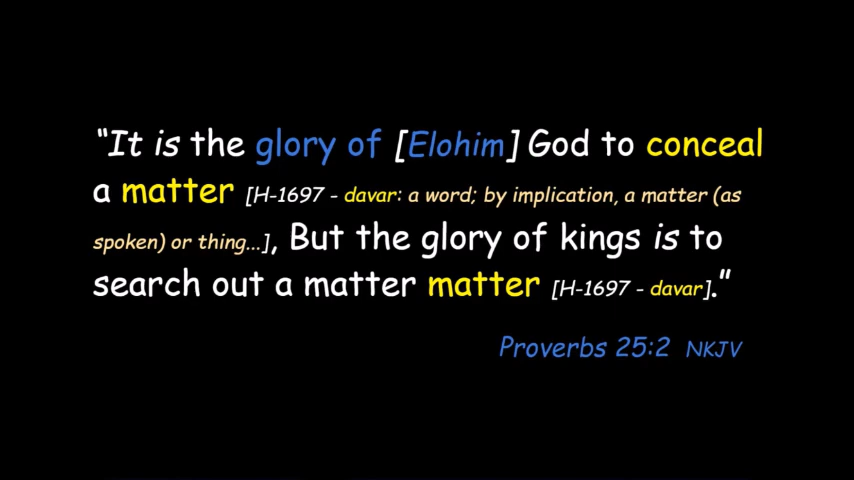 “It is the glory of [Elohim] God to conceal
a matter [H-1697 - davar: a word; by implication, a matter (as
spoken) or thing...], But the glory of kings is to
search out a matter matter [H-1697 - davar].”
Proverbs 25:2 NKJV